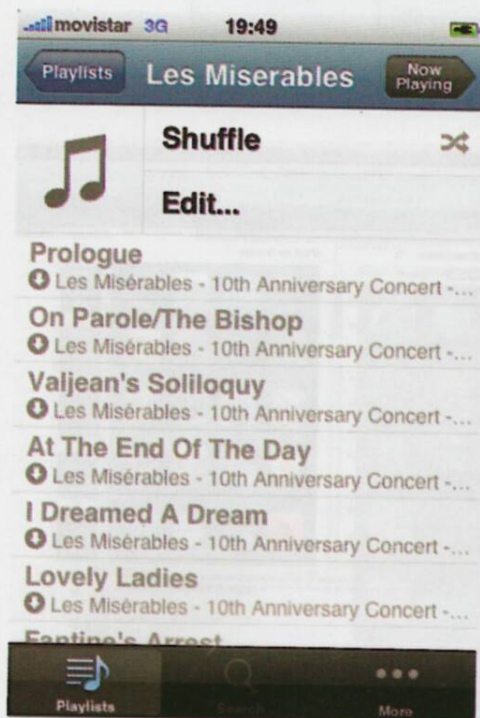 movistar 3G 19:49
Playlists Les Miserables Now Playing
Shuffle
Edit...
Prologue
Les Misérables - 10th Anniversary Concert -...
On Parole/The Bishop
Les Misérables - 10th Anniversary Concert -...
Valjean's Soliloquy
Les Misérables - 10th Anniversary Concert -...
At The End Of The Day
Les Misérables - 10th Anniversary Concert -...
I Dreamed A Dream
Les Misérables - 10th Anniversary Concert -...
Lovely Ladies
Les Misérables - 10th Anniversary Concert -...
Fantine's Arrest
Playlists Search More